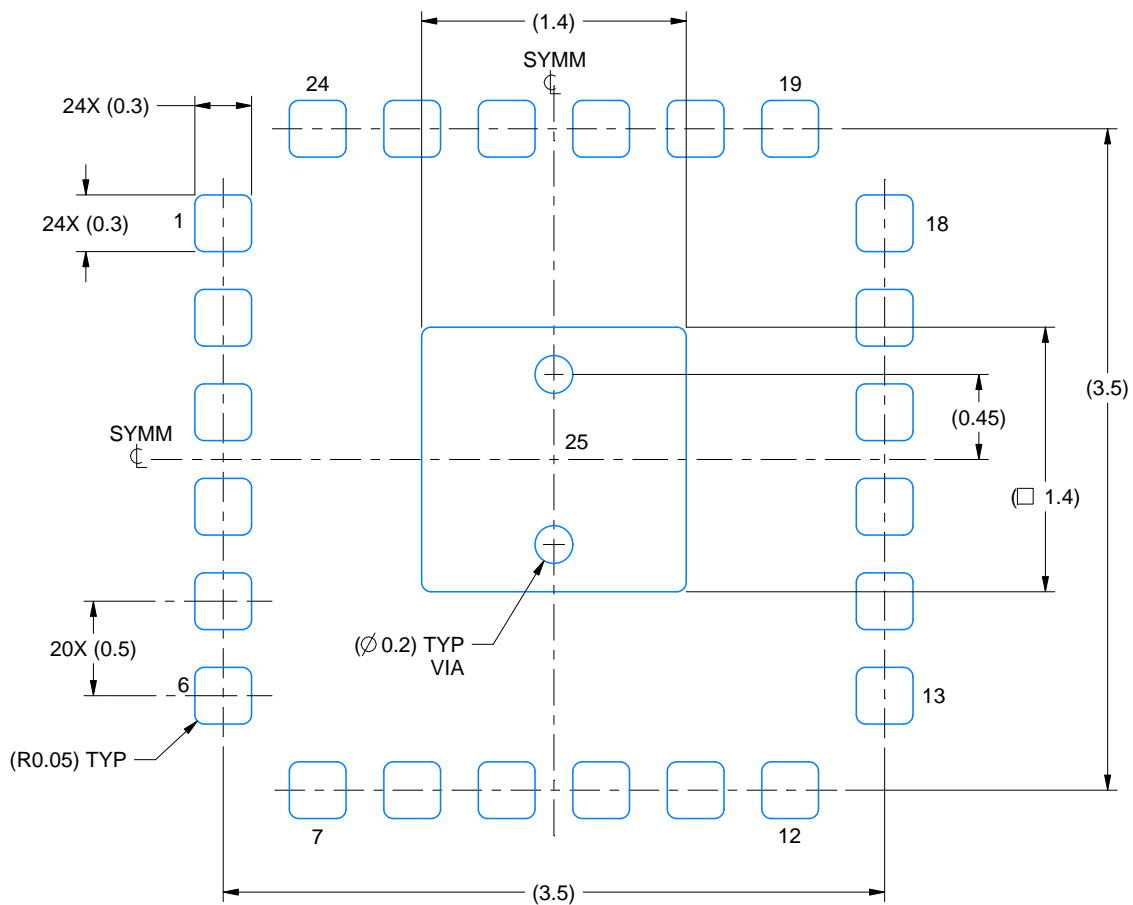 (1.4)
SYMM
℄
24
19
24X (0.3)
24X (0.3)
1
18
(3.5)
(0.45)
SYMM
℄
25
(□ 1.4)
20X (0.5)
(∅ 0.2) TYP
VIA
6
13
(R0.05) TYP
7
12
(3.5)